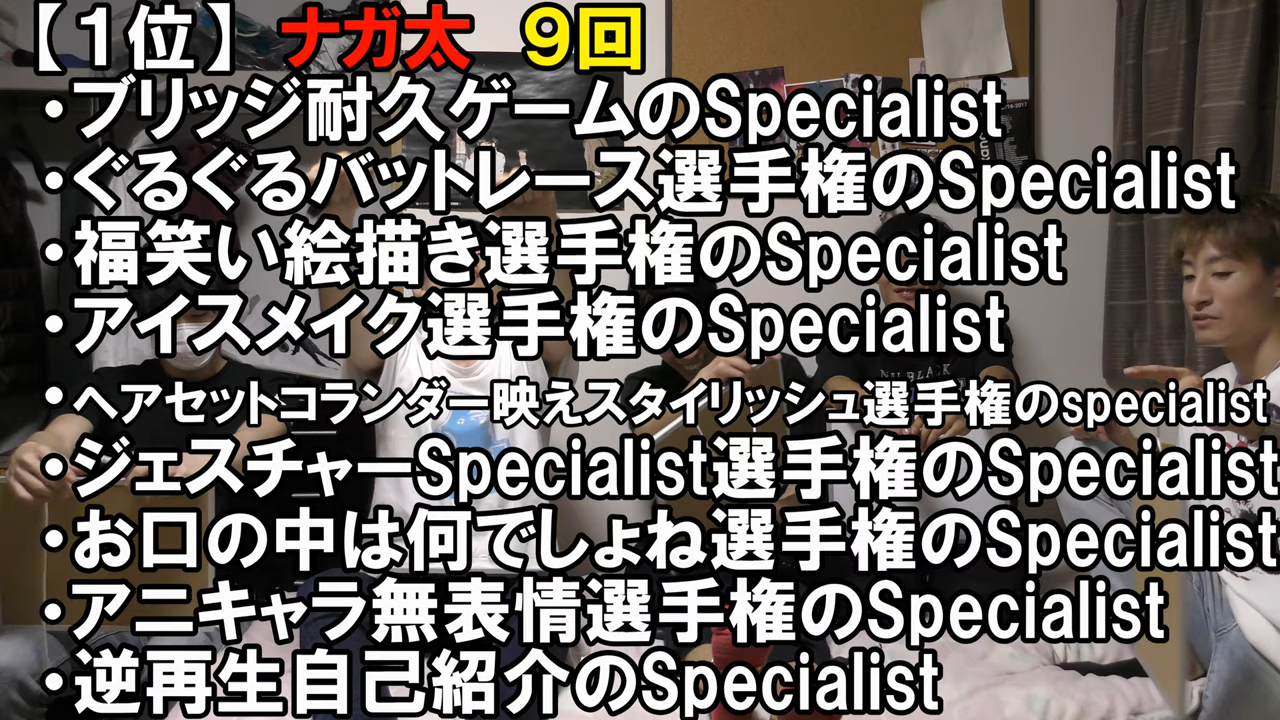 【1位】 ナガ太 9回
・ブリッジ耐久ゲームのSpecialist
・ぐるぐるバットレース選手権のSpecialist
・福笑い絵描き選手権のSpecialist
・アイスメイク選手権のSpecialist
・ヘアセットコランダー映えスタイリッシュ選手権のspecialist
・ジェスチャーSpecialist選手権のSpecialist
・お口の中は何でしょね選手権のSpecialist
・アニキャラ無表情選手権のSpecialist
・逆再生自己紹介のSpecialist